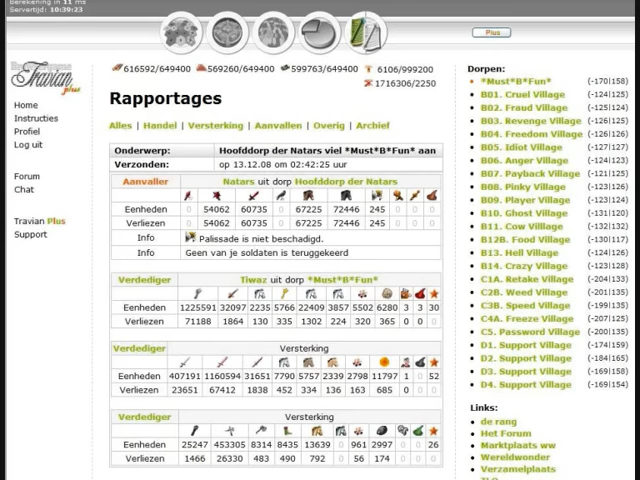 Berekening in 11 ms
Servertijd: 10:39:23
Plus
616592/649400 569260/649400 599763/649400 6106/999200
1716306/2250
Travian
plus
Home
Instructies
Profiel
Log uit
Forum
Chat
Travian Plus
Support
Rapportages
Alles | Handel | Versterking | Aanvallen | Overig | Archief
Onderwerp: Hoofddorp der Natars viel *Must*B*Fun* aan
Verzonden: op 13.12.08 om 02:42:25 uur
Aanvaller Natars uit dorp Hoofddorp der Natars
Eenheden 0 54062 60735 0 67225 72446 245 0 0 0
Verliezen 0 54062 60735 0 67225 72446 245 0 0 0
Info Palissade is niet beschadigd.
Info Geen van je soldaten is teruggekeerd
Verdediger Tiwaz uit dorp *Must*B*Fun*
Eenheden 1225591 32097 2235 5766 22409 3857 5502 6280 3 3 30
Verliezen 71188 1864 130 335 1302 224 320 365 0 0 0
Verdediger Versterking
Eenheden 407191 1160594 31651 7790 5757 2339 2798 11797 1 0 52
Verliezen 23651 67412 1838 452 334 136 163 685 0 0 0
Verdediger Versterking
Eenheden 25247 453305 8314 8435 13639 0 961 2997 0 0 26
Verliezen 1466 26330 483 490 792 0 56 174 0 0 0
Dorpen:
*Must*B*Fun* (-170|158)
B01. Cruel Village (-124|125)
B02. Fraud Village (-125|124)
B03. Revenge Village (-126|125)
B04. Freedom Village (-126|126)
B05. Idiot Village (-126|127)
B06. Anger Village (-124|123)
B07. Payback Village (-121|125)
B08. Pinky Village (-126|123)
B09. Player Village (-124|120)
B10. Ghost Village (-131|120)
B11. Cow Village (-131|132)
B12B. Food Village (-130|117)
B13. Hell Village (-124|123)
B14. Crazy Village (-123|128)
C1A. Retake Village (-204|133)
C2B. Weed Village (-201|135)
C3B. Speed Village (-199|135)
C4A. Freeze Village (-207|125)
C5. Password Village (-200|135)
D1. Support Village (-174|159)
D2. Support Village (-184|165)
D3. Support Village (-168|153)
D4. Support Village (-169|154)
Links:
de rang
Het Forum
Marktplaats ww
Wereldwonder
Verzamelplaats